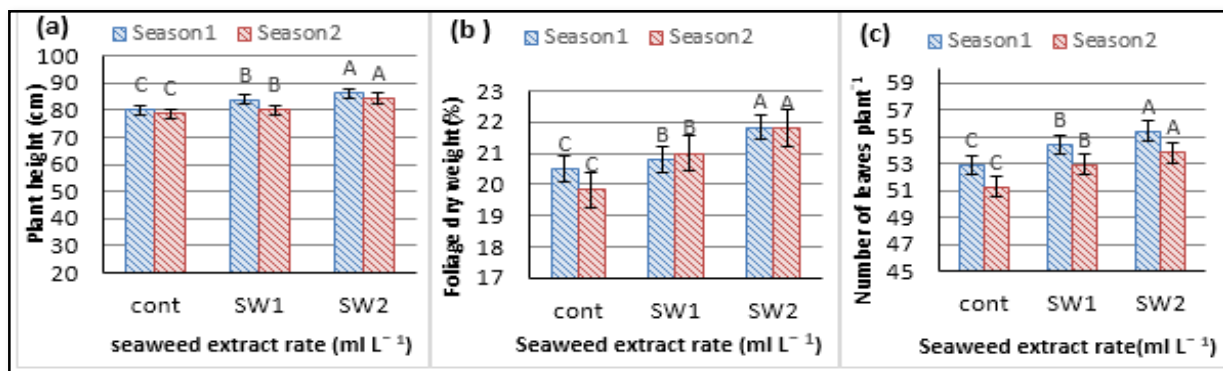 (a)
Season1 Season2
Plant height (cm)
100
90
80
70
60
50
40
30
20
C C B B A A
cont SW1 SW2
seaweed extract rate (ml L⁻¹)
(b )
Season1 Season2
Foliage dry weight(%)
23
22
21
20
19
18
17
C C B B A A
cont SW1 SW2
Seaweed extract rate (ml L⁻¹)
(c)
Season1 Season2
Number of leaves plant⁻¹
59
57
55
53
51
49
47
45
C C B B A A
cont SW1 SW2
Seaweed extract rate(ml L⁻¹)